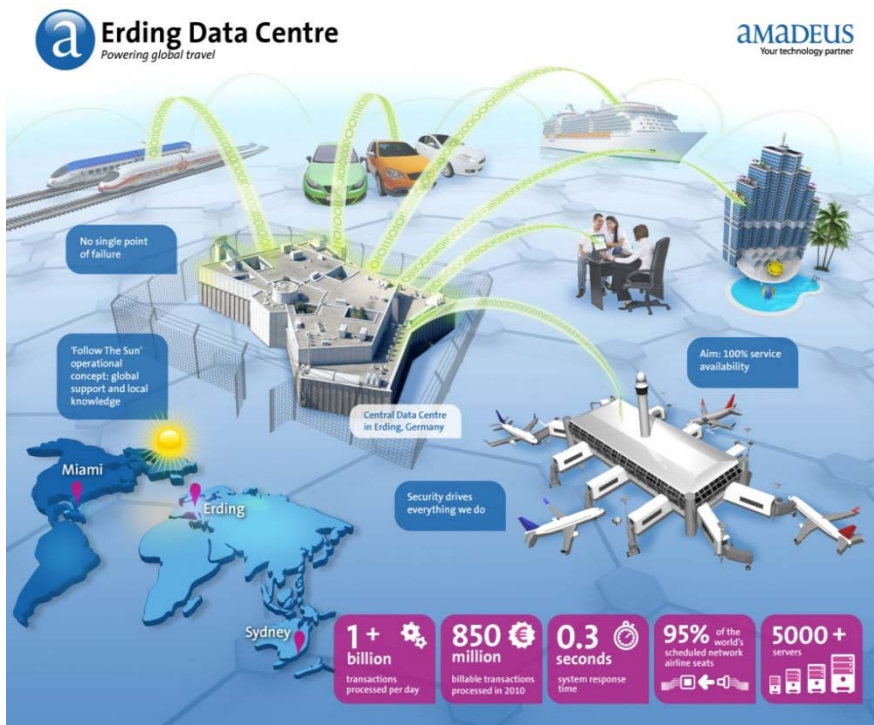 a
Erding Data Centre
Powering global travel
amadeus
Your technology partner
No single point
of failure
'Follow The Sun'
operational
concept: global
support and local
knowledge
Aim: 100% service
availability
Central Data Centre
in Erding, Germany
Security drives
everything we do
Miami
Erding
Sydney
1+
billion
transactions
processed per day
850
million
billable transactions
processed in 2010
0.3
seconds
system response
time
95% of the
world's
scheduled network
airline seats
5000+
servers